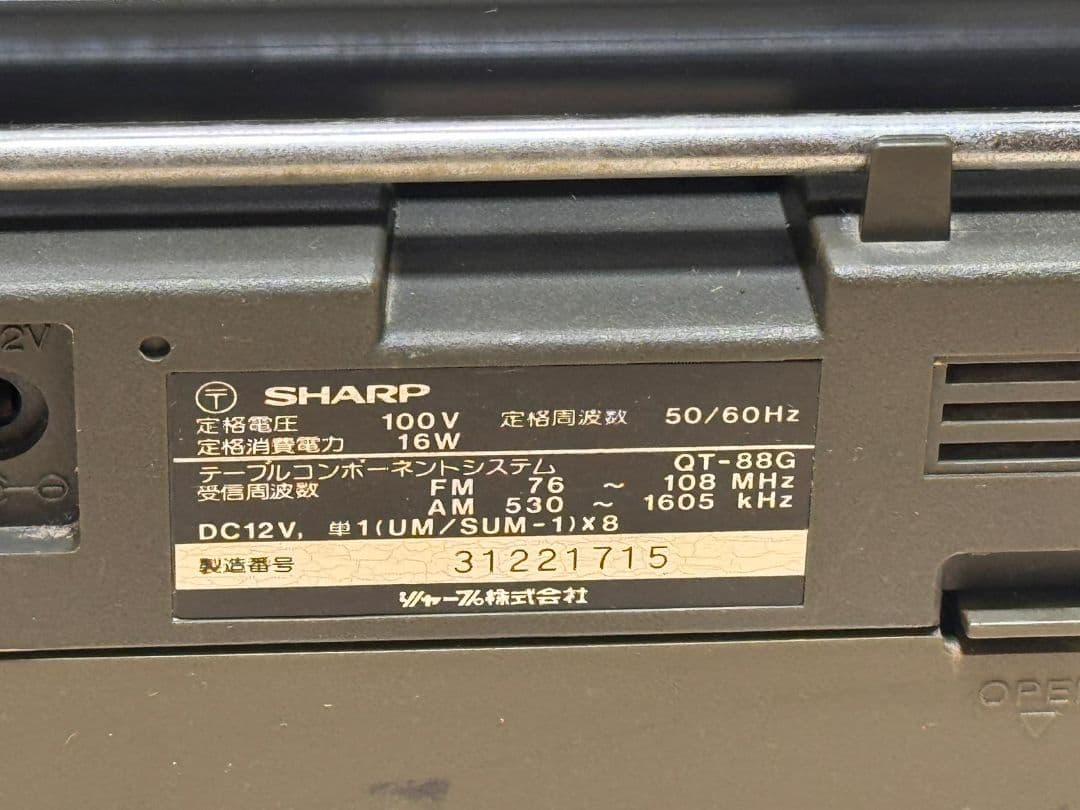 2V
〒 SHARP
定格電圧 100V 定格周波数 50/60Hz
定格消費電力 16W
テーブルコンポーネントシステム QT-88G
受信周波数 FM 76 ~ 108 MHz
AM 530 ~ 1605 kHz
DC12V, 単1(UM/SUM-1)×8
製造番号 31221715
シャープ株式会社
OPE